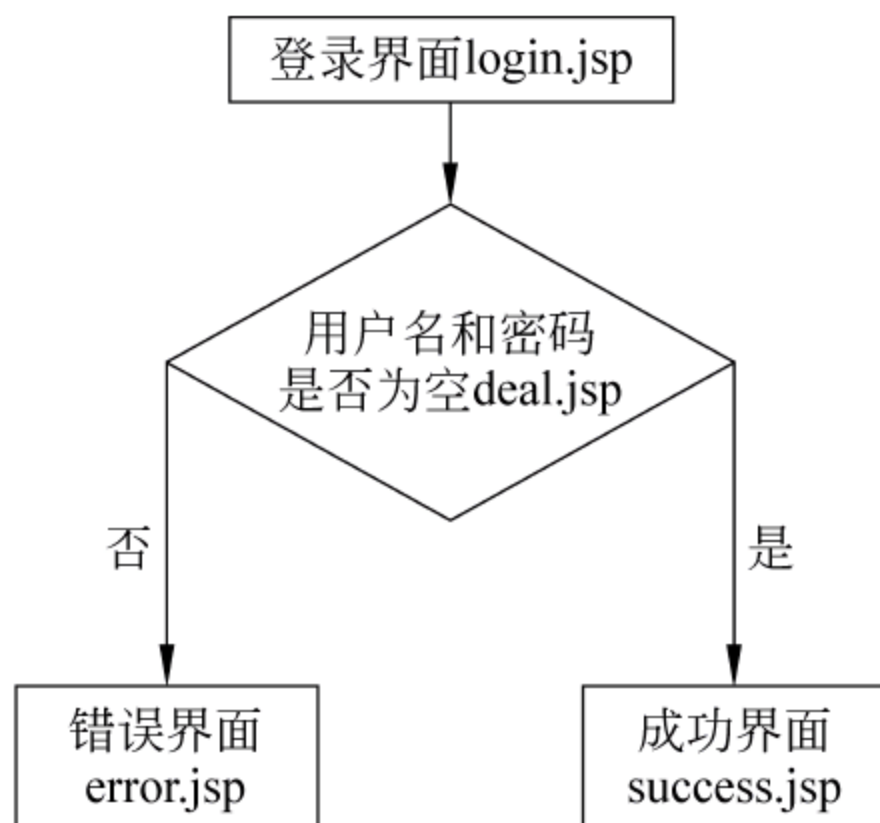 登录界面login.jsp
用户名和密码
是否为空deal.jsp
否
是
错误界面
error.jsp
成功界面
success.jsp